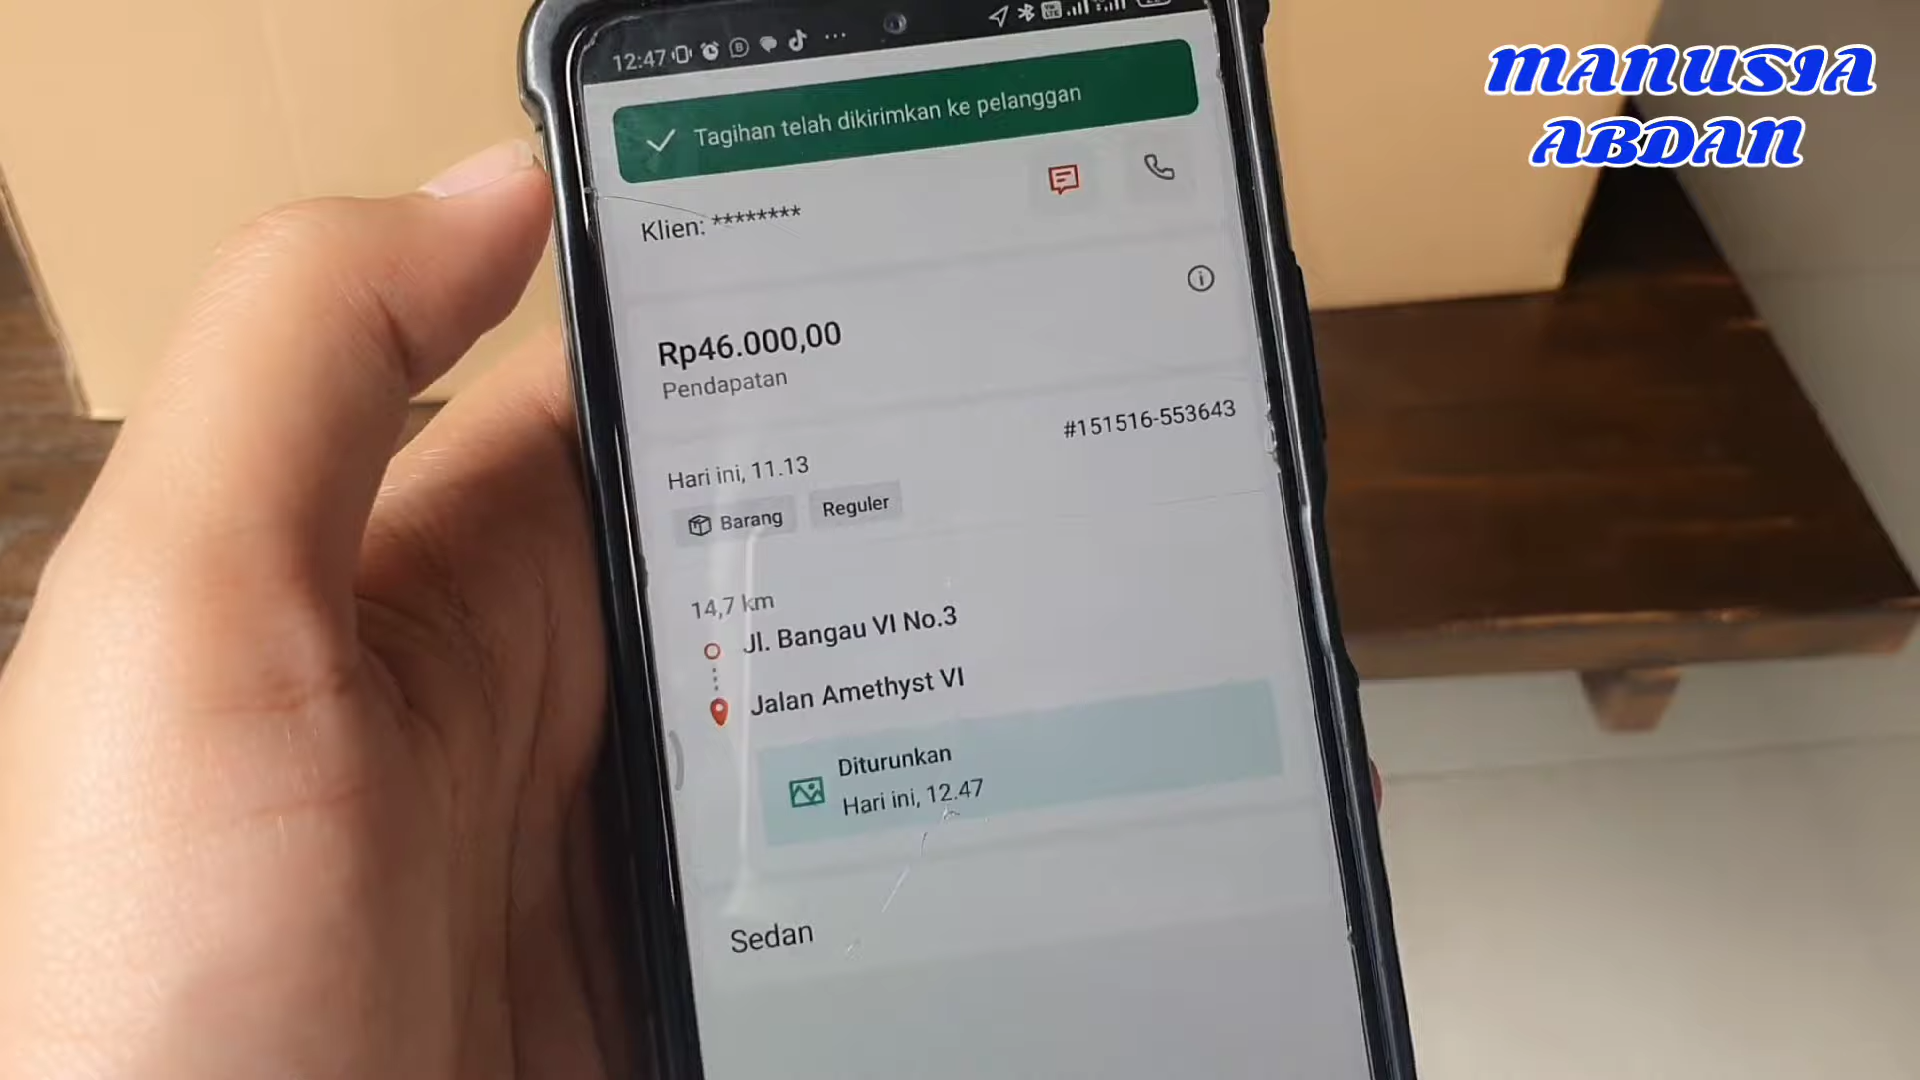 MANUSIA
ABDAN
12:47
Tagihan telah dikirimkan ke pelanggan
Klien: ********
Rp46.000,00
Pendapatan
#151516-553643
Hari ini, 11.13
Barang
Reguler
14,7 km
Jl. Bangau VI No.3
Jalan Amethyst VI
Diturunkan
Hari ini, 12.47
Sedan